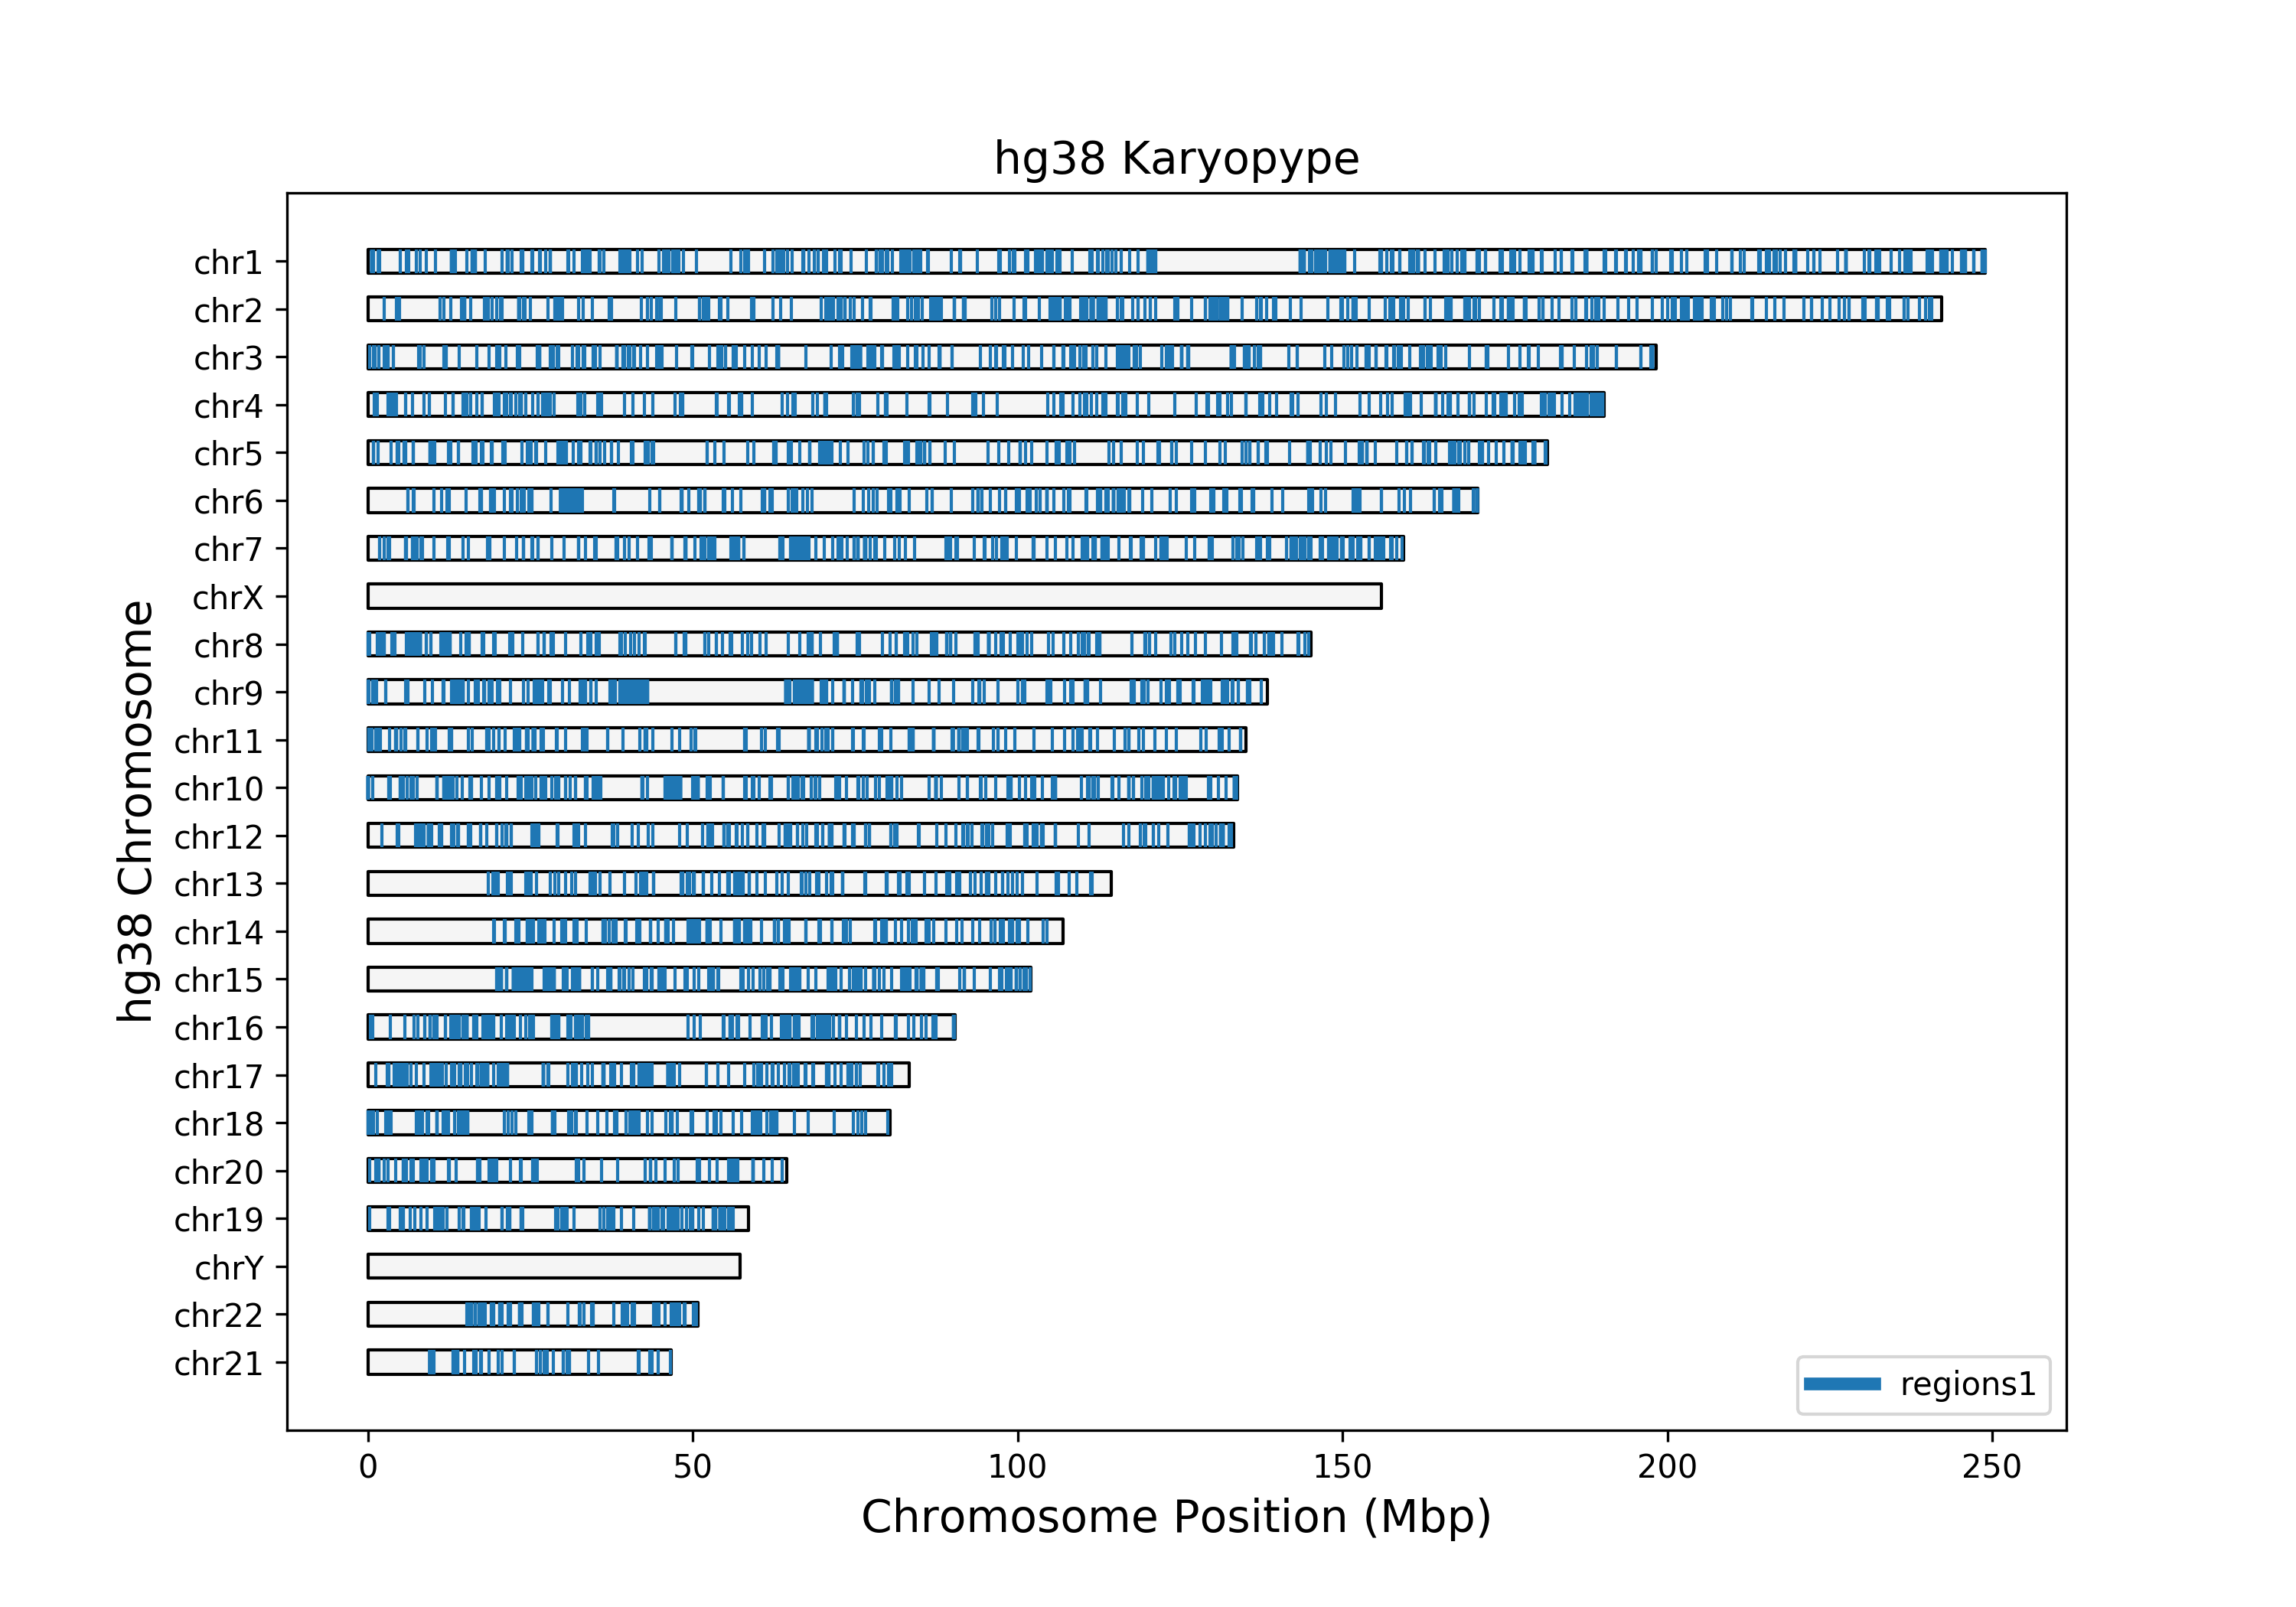 hg38 Karyopype
hg38 Chromosome
chr1
chr2
chr3
chr4
chr5
chr6
chr7
chrX
chr8
chr9
chr11
chr10
chr12
chr13
chr14
chr15
chr16
chr17
chr18
chr20
chr19
chrY
chr22
chr21
regions1
0 50 100 150 200 250
Chromosome Position (Mbp)